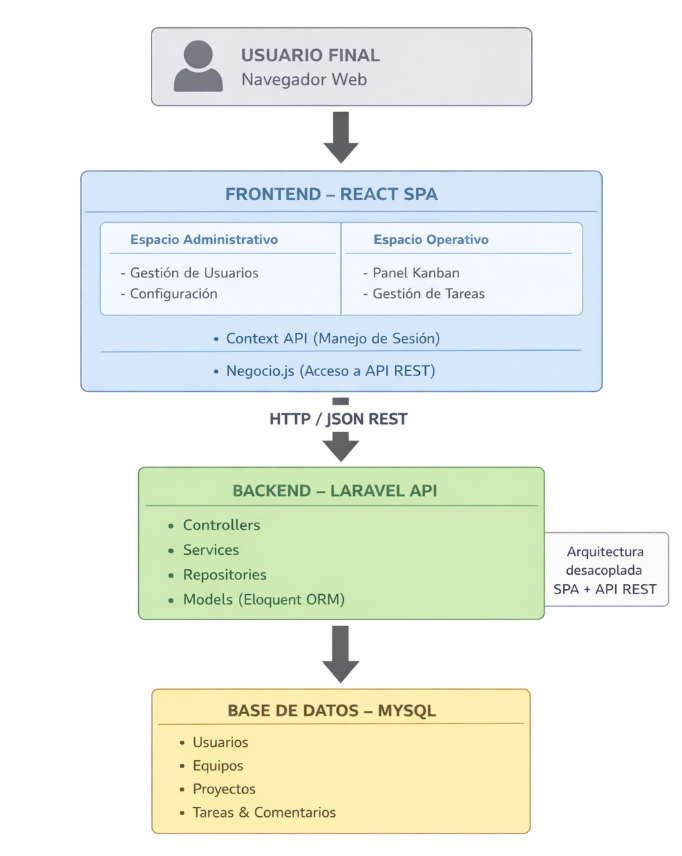 USUARIO FINAL
Navegador Web
FRONTEND – REACT SPA
Espacio Administrativo
- Gestión de Usuarios
- Configuración
Espacio Operativo
- Panel Kanban
- Gestión de Tareas
• Context API (Manejo de Sesión)
• Negocio.js (Acceso a API REST)
HTTP / JSON REST
BACKEND – LARAVEL API
• Controllers
• Services
• Repositories
• Models (Eloquent ORM)
Arquitectura
desacoplada
SPA + API REST
BASE DE DATOS – MYSQL
• Usuarios
• Equipos
• Proyectos
• Tareas & Comentarios